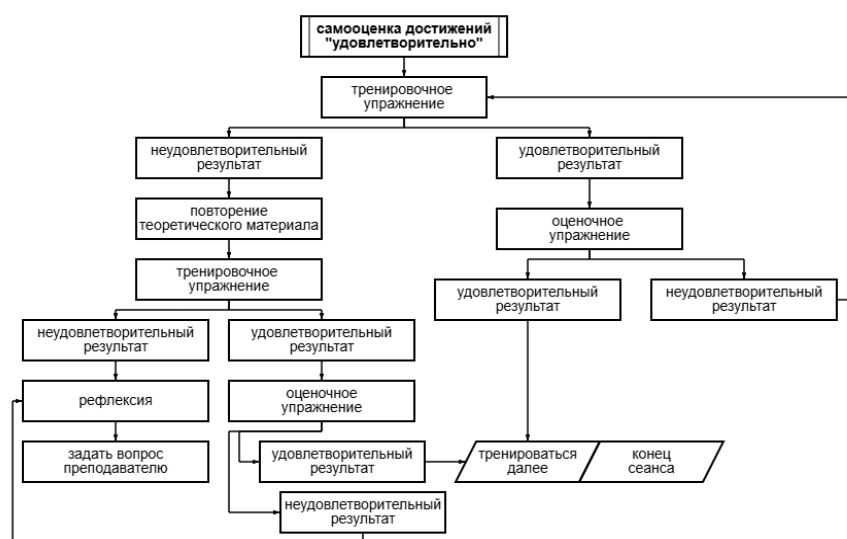 самооценка достижений
"удовлетворительно"
тренировочное
упражнение
неудовлетворительный
результат
удовлетворительный
результат
повторение
теоретического материала
оценочное
упражнение
тренировочное
упражнение
удовлетворительный
результат
неудовлетворительный
результат
неудовлетворительный
результат
удовлетворительный
результат
рефлексия
оценочное
упражнение
задать вопрос
преподавателю
удовлетворительный
результат
тренироваться
далее
конец
сеанса
неудовлетворительный
результат